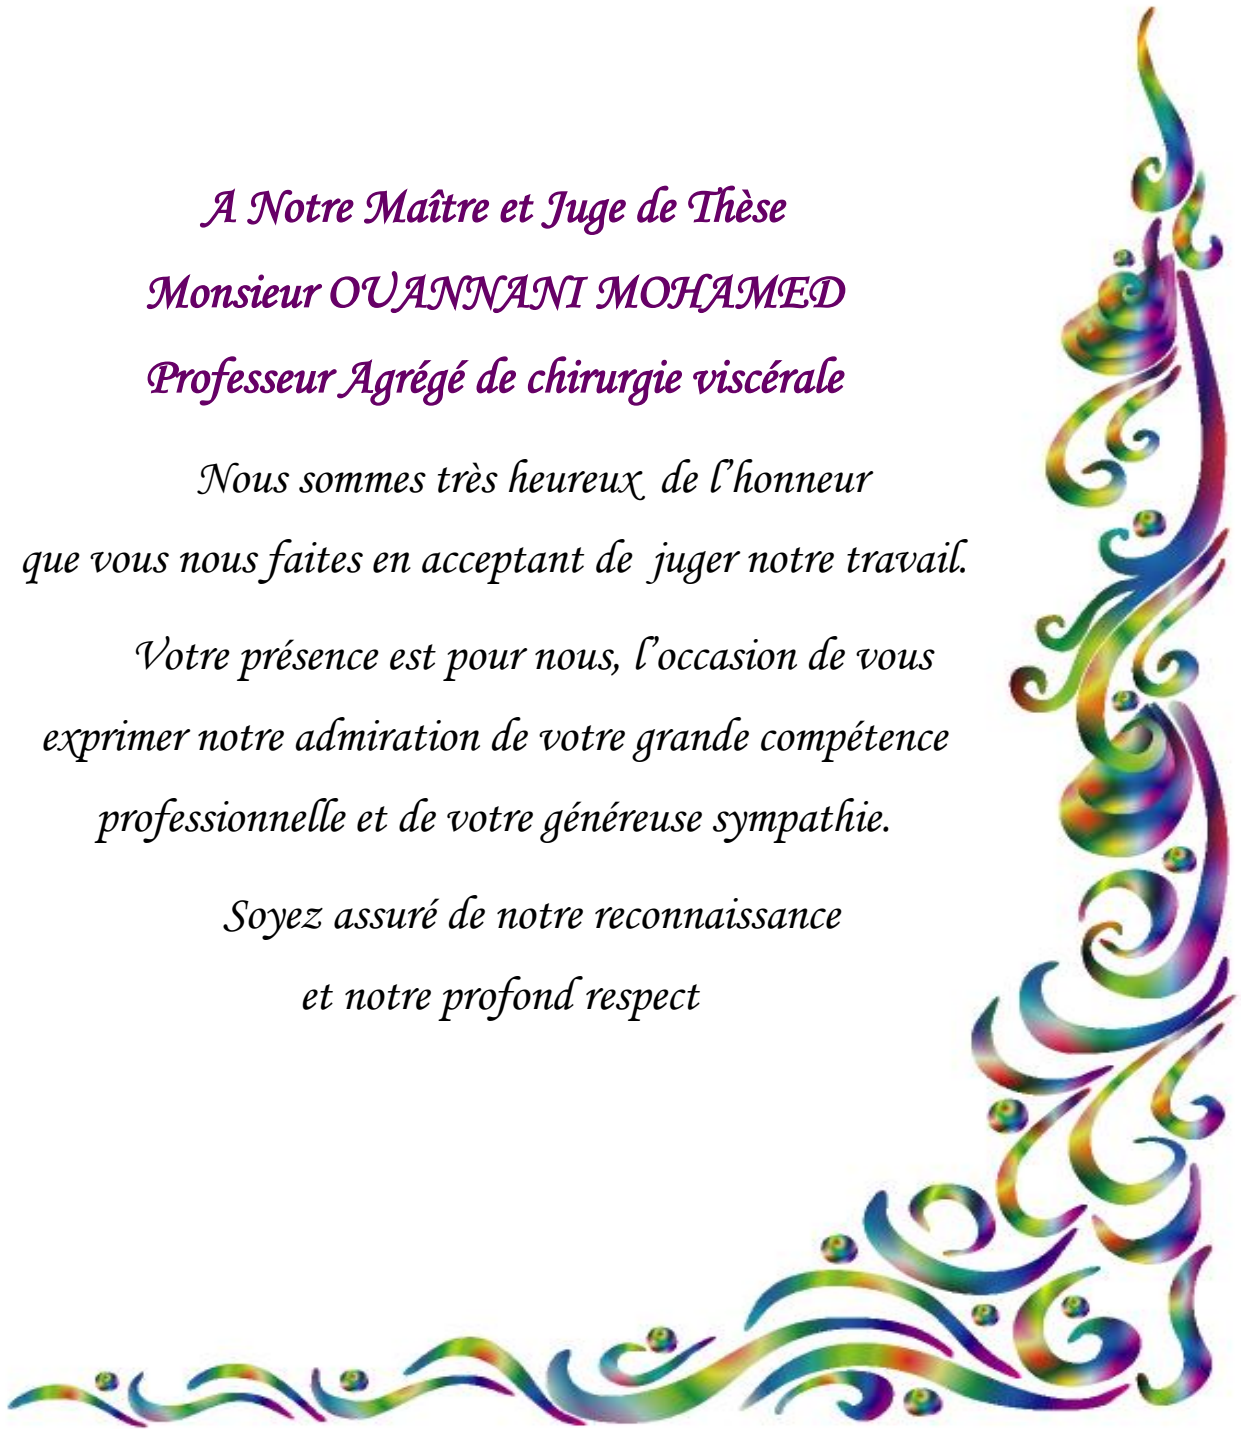 A Notre Maître et Juge de Thèse
Monsieur OUANNANI MOHAMED
Professeur Agrégé de chirurgie viscérale
Nous sommes très heureux de l’honneur
que vous nous faites en acceptant de juger notre travail.
Votre présence est pour nous, l’occasion de vous
exprimer notre admiration de votre grande compétence
professionnelle et de votre généreuse sympathie.
Soyez assuré de notre reconnaissance
et notre profond respect